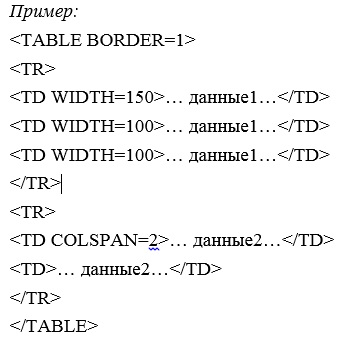 Пример:
<TABLE BORDER=1>
<TR>
<TD WIDTH=150>… данные1…</TD>
<TD WIDTH=100>… данные1…</TD>
<TD WIDTH=100>… данные1…</TD>
</TR>
<TR>
<TD COLSPAN=2>… данные2…</TD>
<TD>… данные2…</TD>
</TR>
</TABLE>